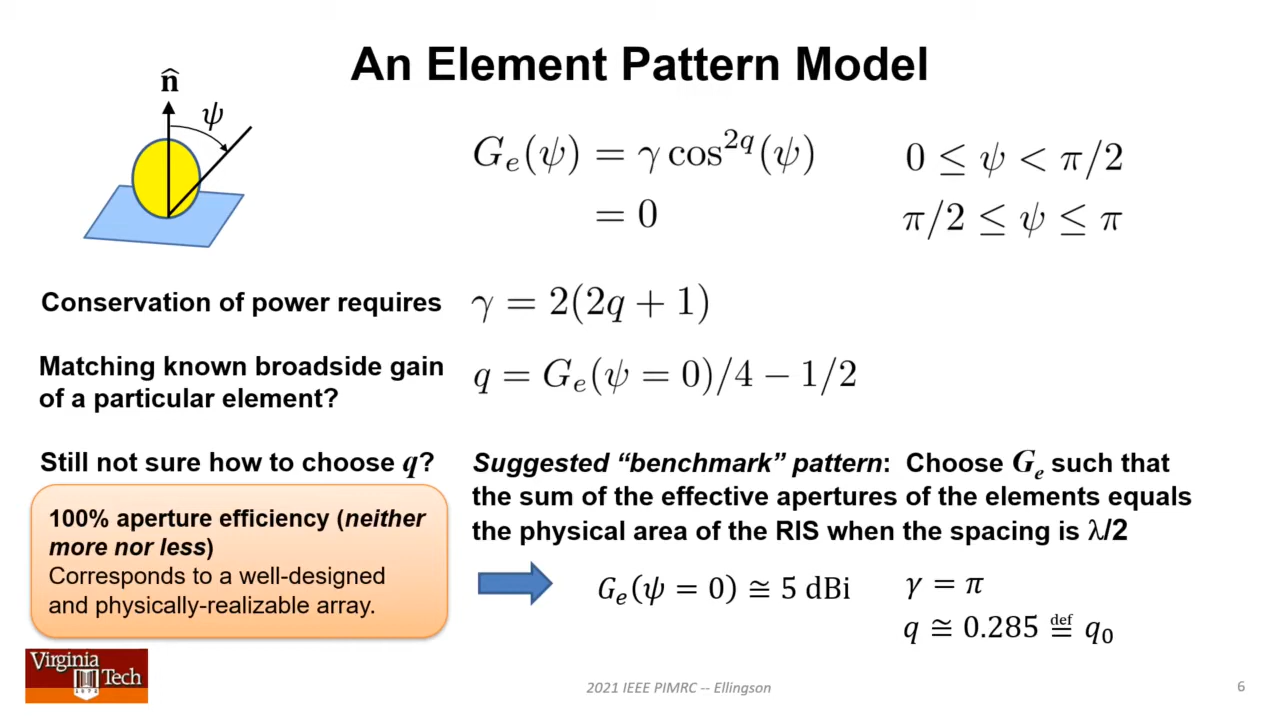 An Element Pattern Model
n̂
ψ
G_e(ψ) = γ cos^{2q}(ψ) 0 ≤ ψ < π/2
= 0 π/2 ≤ ψ ≤ π
Conservation of power requires γ = 2(2q + 1)
Matching known broadside gain
of a particular element?
q = G_e(ψ = 0)/4 − 1/2
Still not sure how to choose q?
100% aperture efficiency (neither
more nor less)
Corresponds to a well-designed
and physically-realizable array.
Suggested “benchmark” pattern: Choose G_e such that
the sum of the effective apertures of the elements equals
the physical area of the RIS when the spacing is λ/2
G_e(ψ = 0) ≅ 5 dBi γ = π
q ≅ 0.285 ≝ q_0
Virginia
Tech
1872
2021 IEEE PIMRC -- Ellingson
6